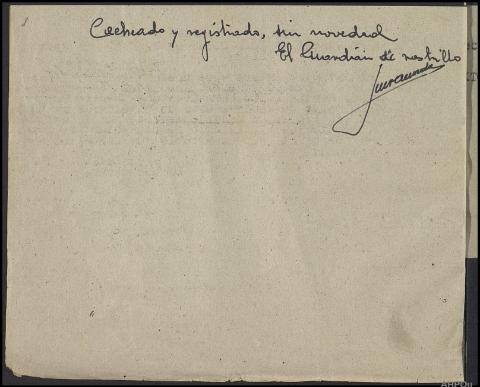 Cacheado y registrado, sin novedad
El Guardián de rastrillo